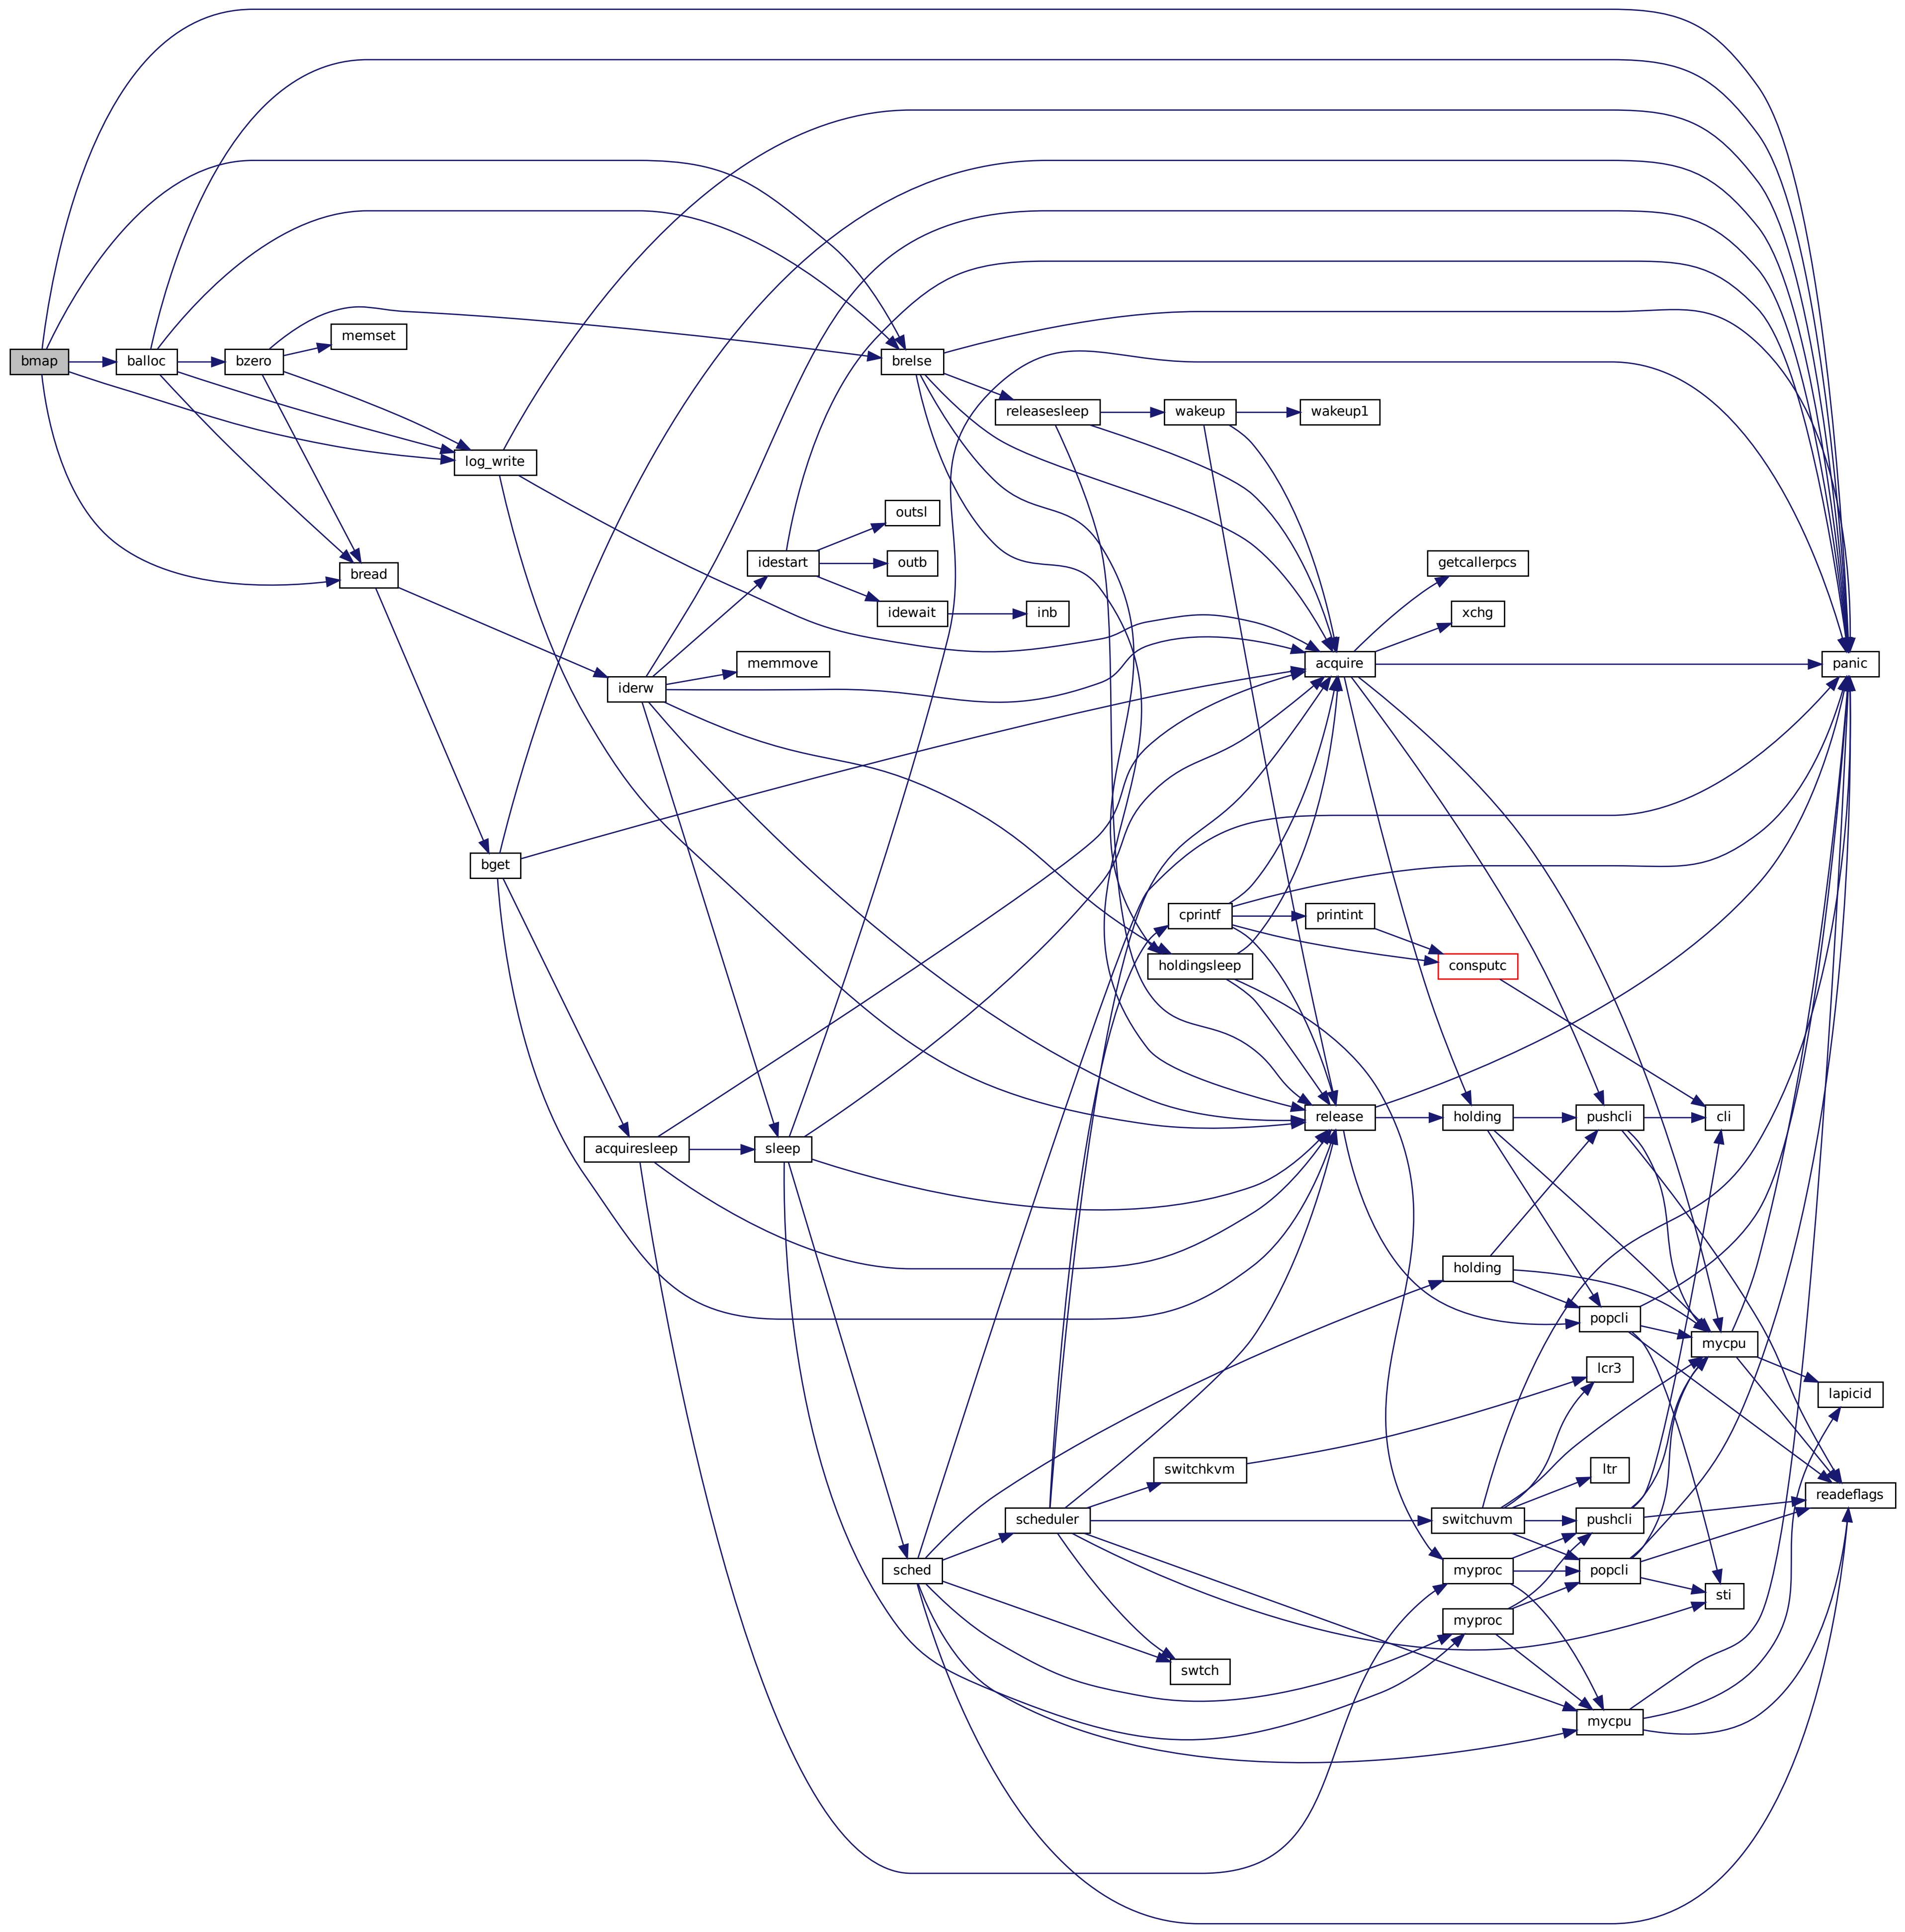 bmap
balloc
bzero
memset
brelse
releasesleep
wakeup
wakeup1
log_write
outsl
bread
idestart
outb
getcallerpcs
idewait
inb
xchg
memmove
acquire
panic
iderw
bget
cprintf
printint
holdingsleep
consputc
release
holding
pushcli
cli
acquiresleep
sleep
holding
popcli
mycpu
lcr3
lapicid
switchkvm
ltr
readeflags
scheduler
switchuvm
pushcli
sched
myproc
popcli
sti
myproc
swtch
mycpu